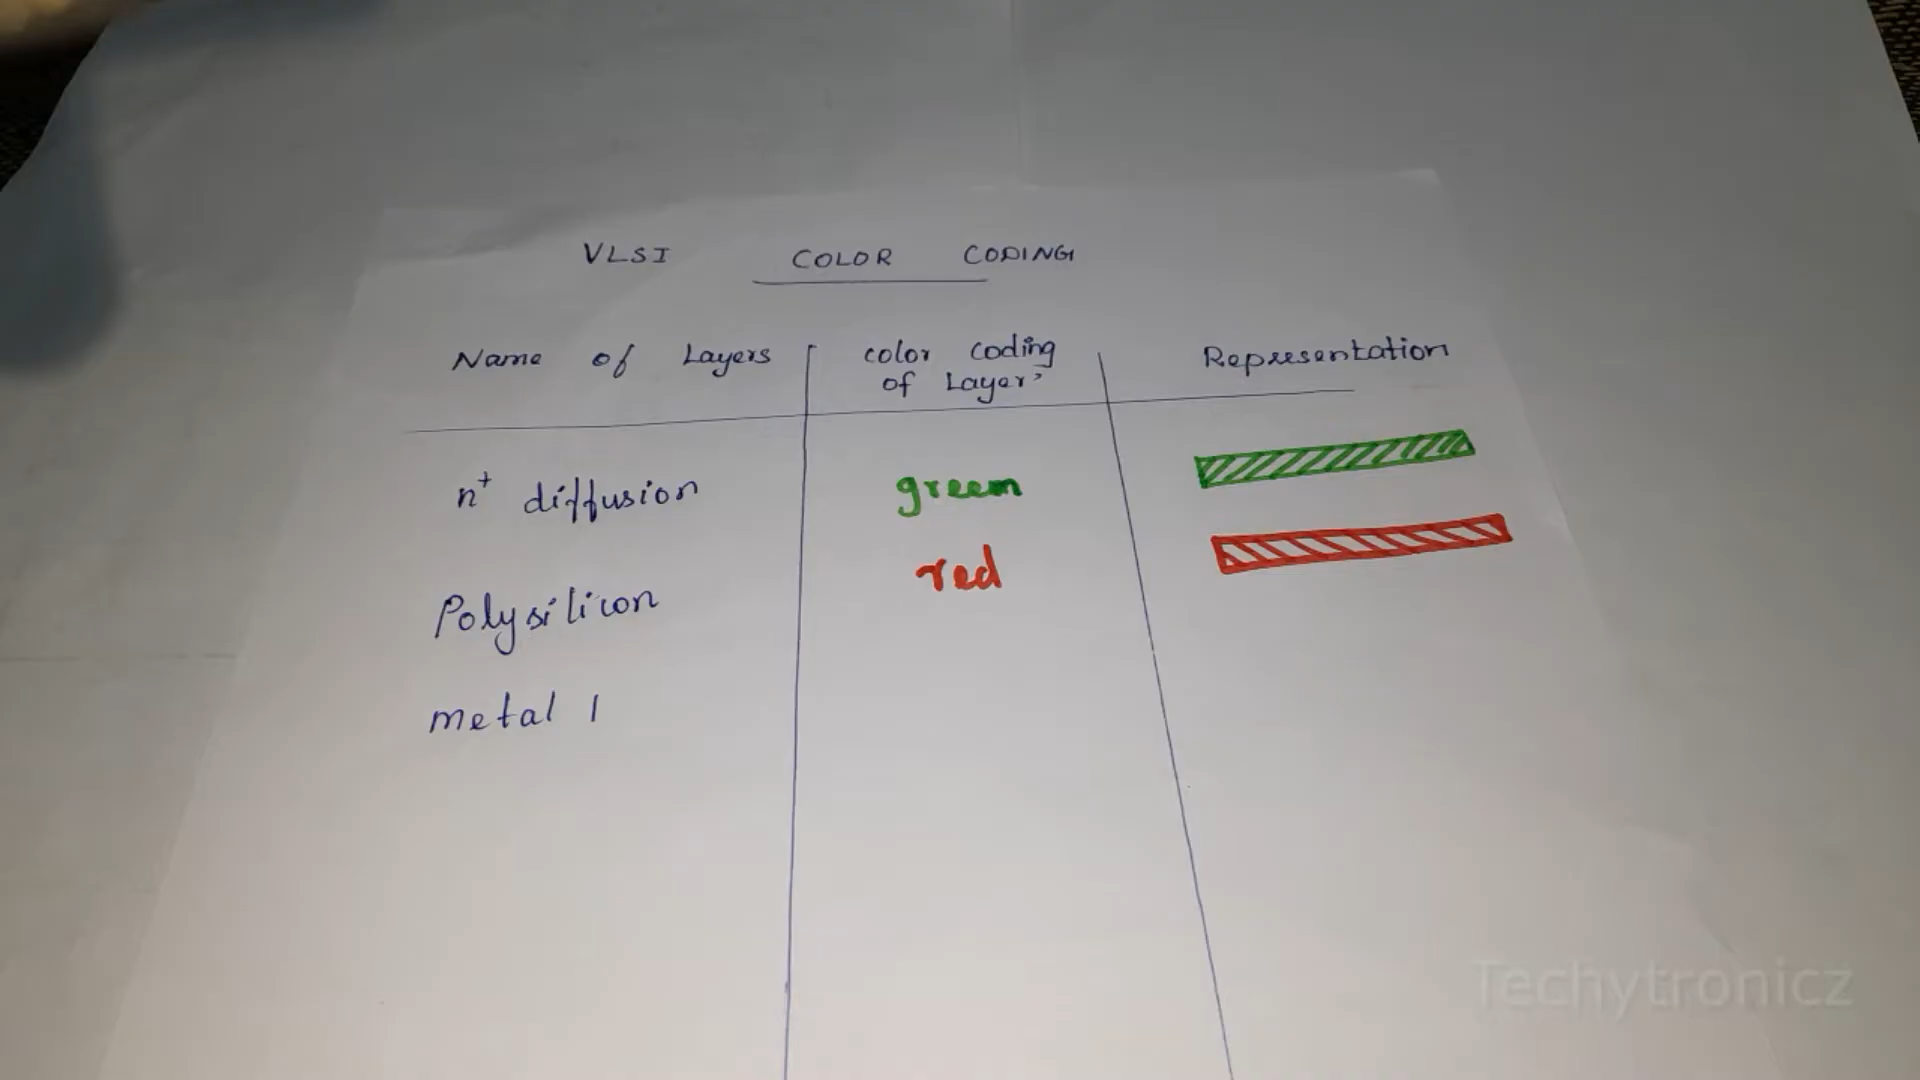 VLSI COLOR CODING
Name of Layers
color coding
of Layers
Representation
n+ diffusion
green
Polysilicon
red
metal 1
Techytronicz